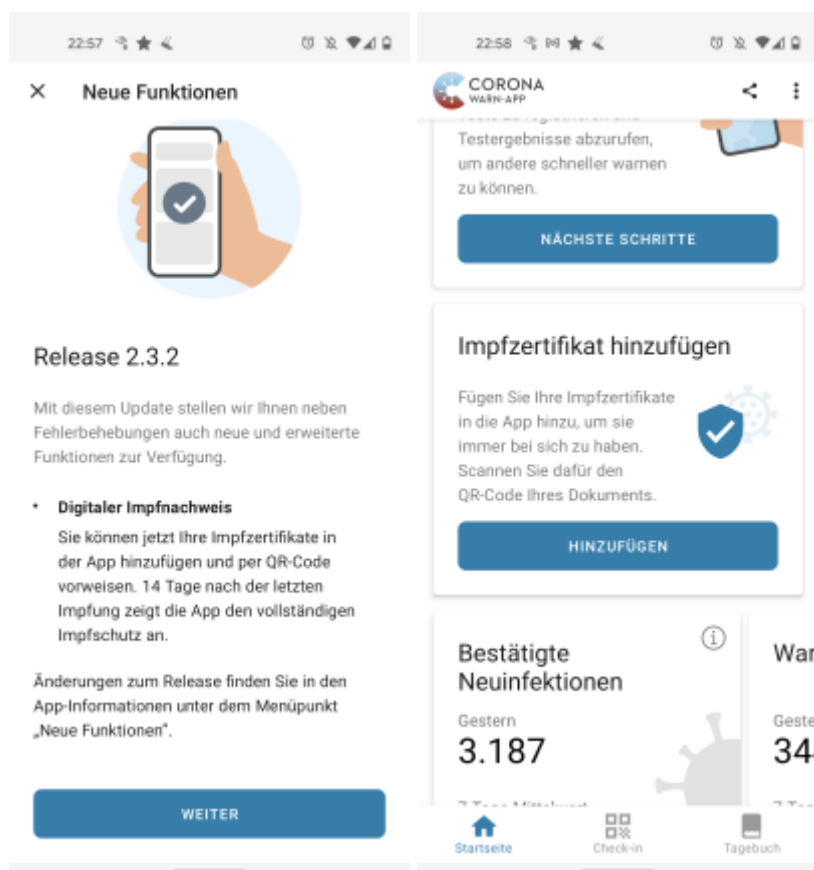 22:57
Neue Funktionen
Release 2.3.2
Mit diesem Update stellen wir Ihnen neben
Fehlerbehebungen auch neue und erweiterte
Funktionen zur Verfügung.
• Digitaler Impfnachweis
Sie können jetzt Ihre Impfzertifikate in
der App hinzufügen und per QR-Code
vorweisen. 14 Tage nach der letzten
Impfung zeigt die App den vollständigen
Impfschutz an.
Änderungen zum Release finden Sie in den
App-Informationen unter dem Menüpunkt
„Neue Funktionen“.
WEITER
22:58
CORONA
WARN-APP
Testergebnisse abzurufen,
um andere schneller warnen
zu können.
NÄCHSTE SCHRITTE
Impfzertifikat hinzufügen
Fügen Sie Ihre Impfzertifikate
in die App hinzu, um sie
immer bei sich zu haben.
Scannen Sie dafür den
QR-Code Ihres Dokuments.
HINZUFÜGEN
Bestätigte
Neuinfektionen
Gestern
3.187
War
Geste
34
Startseite
Check-in
Tagebuch